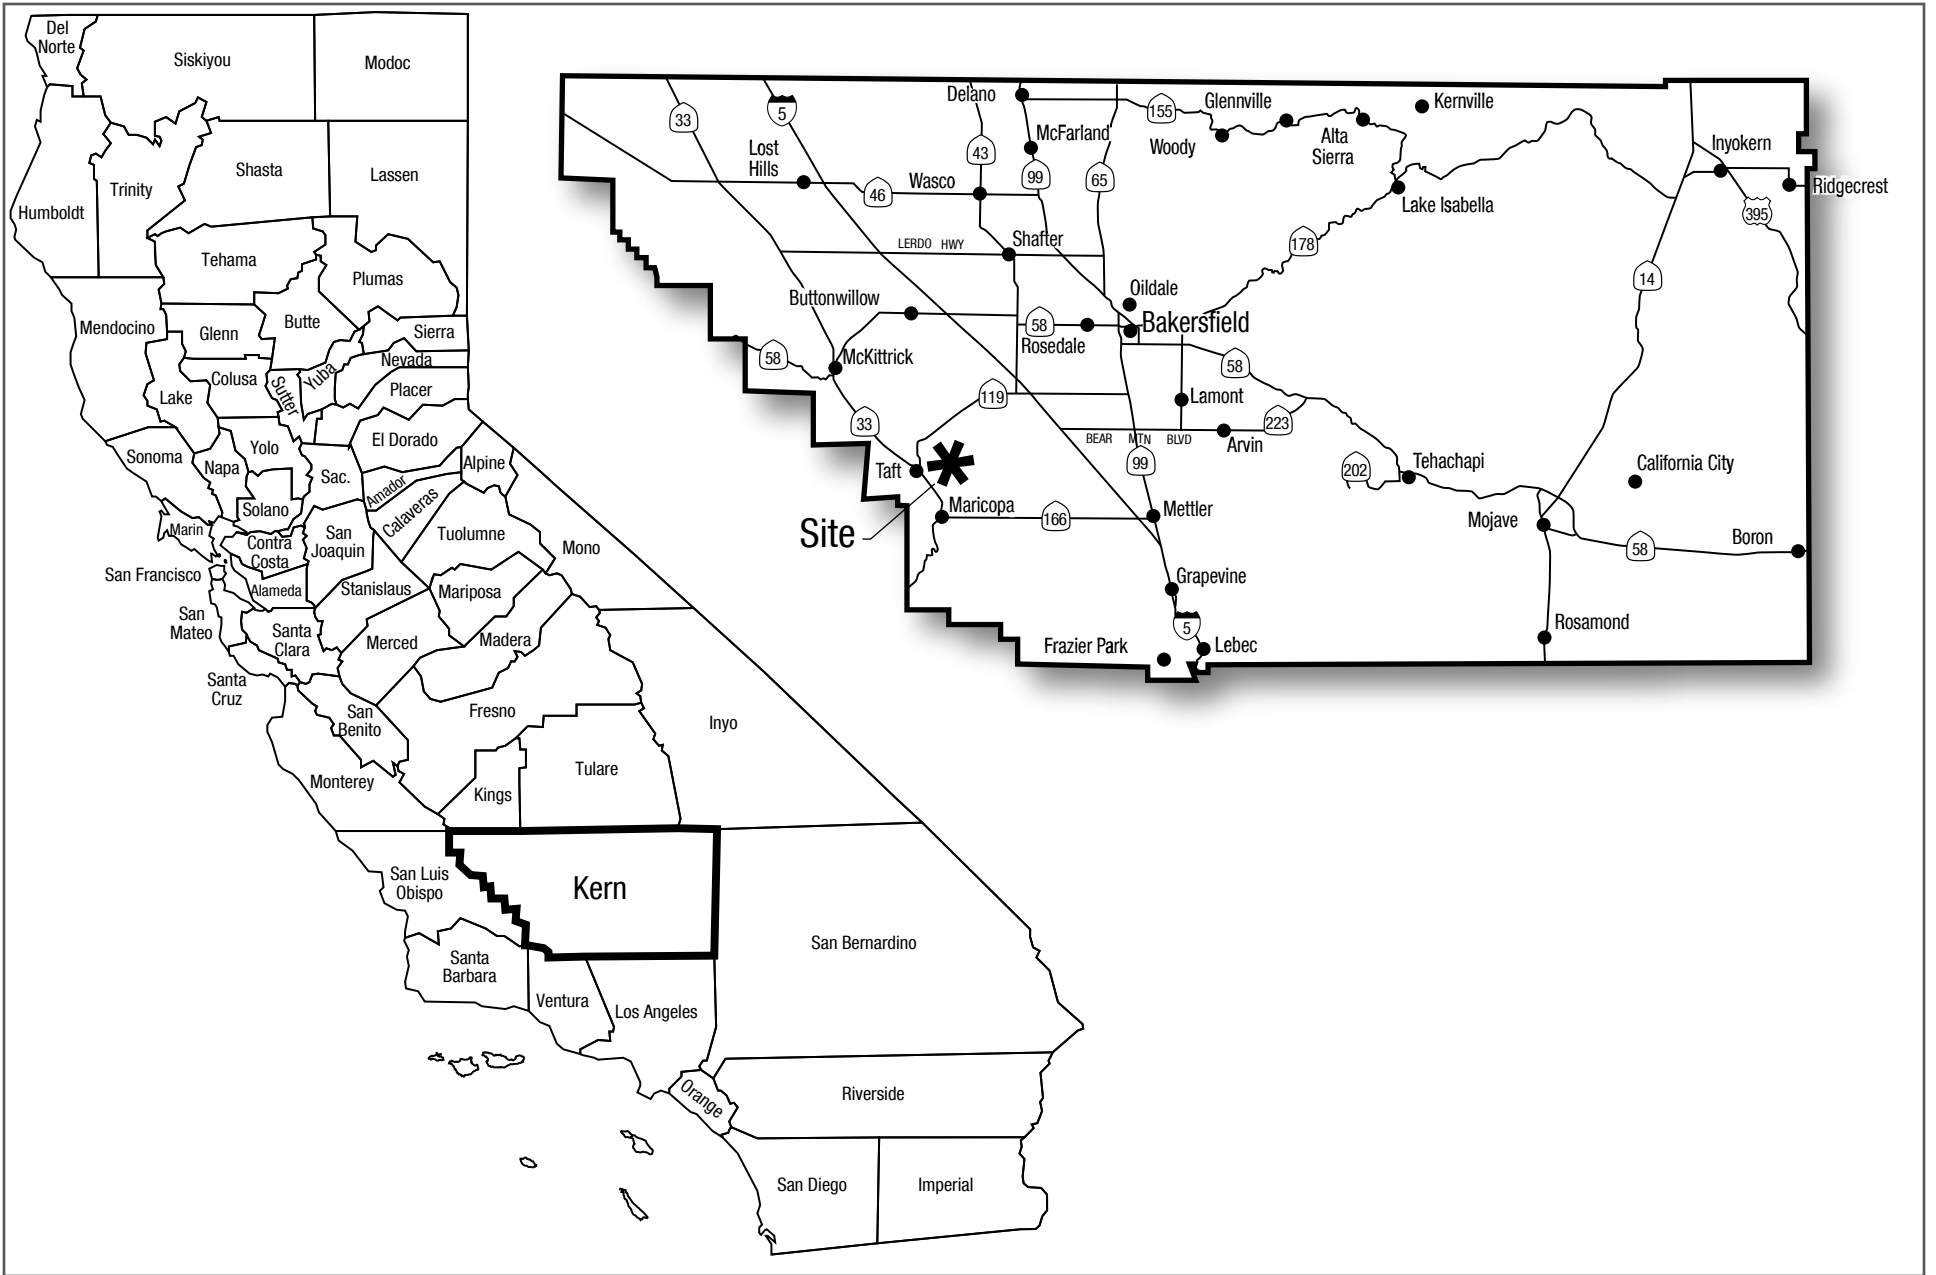 Del
Norte
Siskiyou
Modoc
Humboldt
Trinity
Shasta
Lassen
Tehama
Plumas
Mendocino
Glenn
Butte
Sierra
Nevada
Lake
Colusa
Sutter
Yuba
Placer
Sonoma
Napa
Yolo
El Dorado
Sac.
Alpine
Amador
Solano
Marin
Calaveras
Contra
Costa
San
Joaquin
Tuolumne
Mono
San Francisco
Alameda
Stanislaus
Mariposa
San
Mateo
Santa
Clara
Merced
Madera
Santa
Cruz
San
Benito
Fresno
Inyo
Monterey
Kings
Tulare
San Luis
Obispo
Kern
San Bernardino
Santa
Barbara
Ventura
Los Angeles
Orange
Riverside
San Diego
Imperial
33
5
Delano
155
Glennville
Kernville
McFarland
Woody
Alta
Sierra
Inyokern
Lost
Hills
43
99
65
46
Wasco
Ridgecrest
Lake Isabella
395
LERDO HWY
Shafter
178
14
Buttonwillow
Oildale
58
Bakersfield
Rosedale
58
McKittrick
58
119
Lamont
33
223
BEAR MTN BLVD
Arvin
Taft
99
202
Tehachapi
California City
Site
Maricopa
166
Mettler
Mojave
58
Boron
Grapevine
5
Rosamond
Frazier Park
Lebec